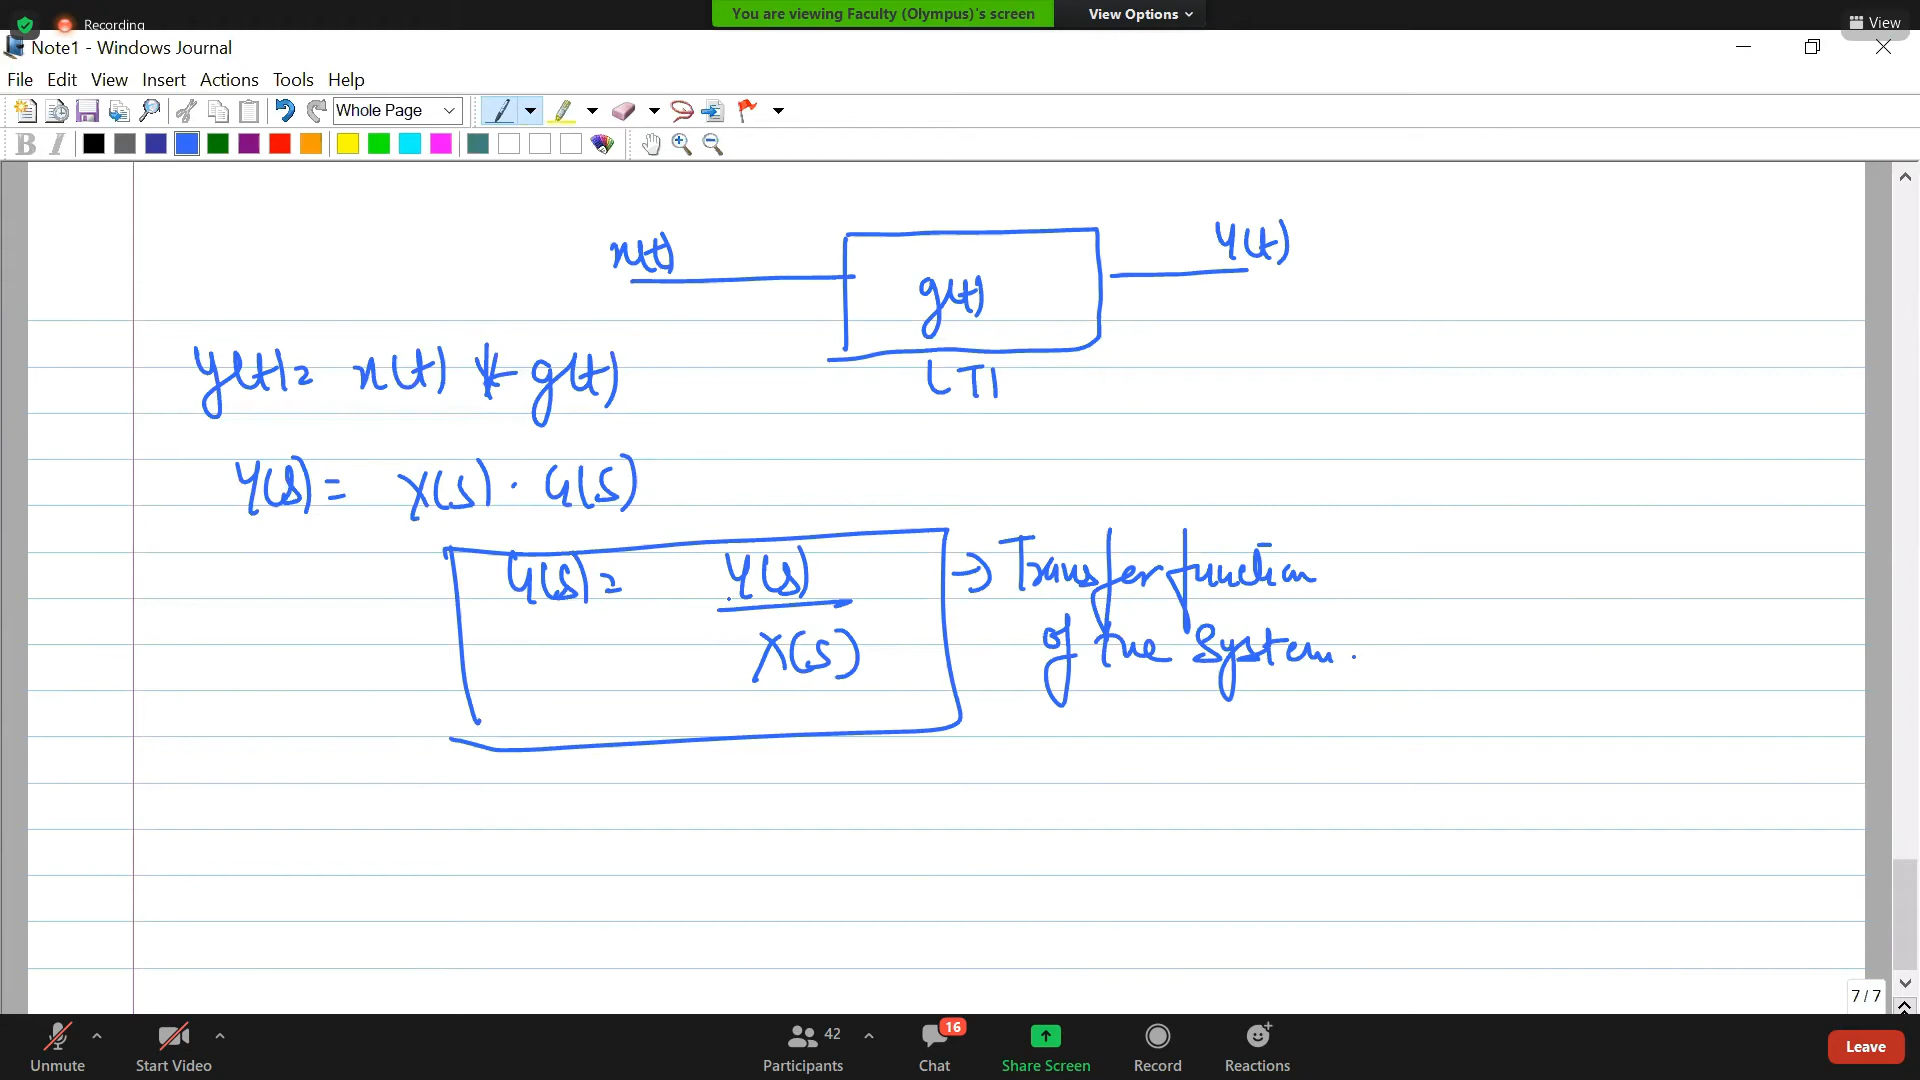 Recording
You are viewing Faculty (Olympus)'s screen
View Options
View
Note1 - Windows Journal
File Edit View Insert Actions Tools Help
Whole Page
B I
x(t)
y(t)
g(t)
LTI
y(t) = x(t) * g(t)
Y(s) = X(s) · G(s)
G(s) = Y(s) / X(s) → Transfer function
of the system.
7 / 7
Unmute
Start Video
42
Participants
16
Chat
Share Screen
Record
Reactions
Leave